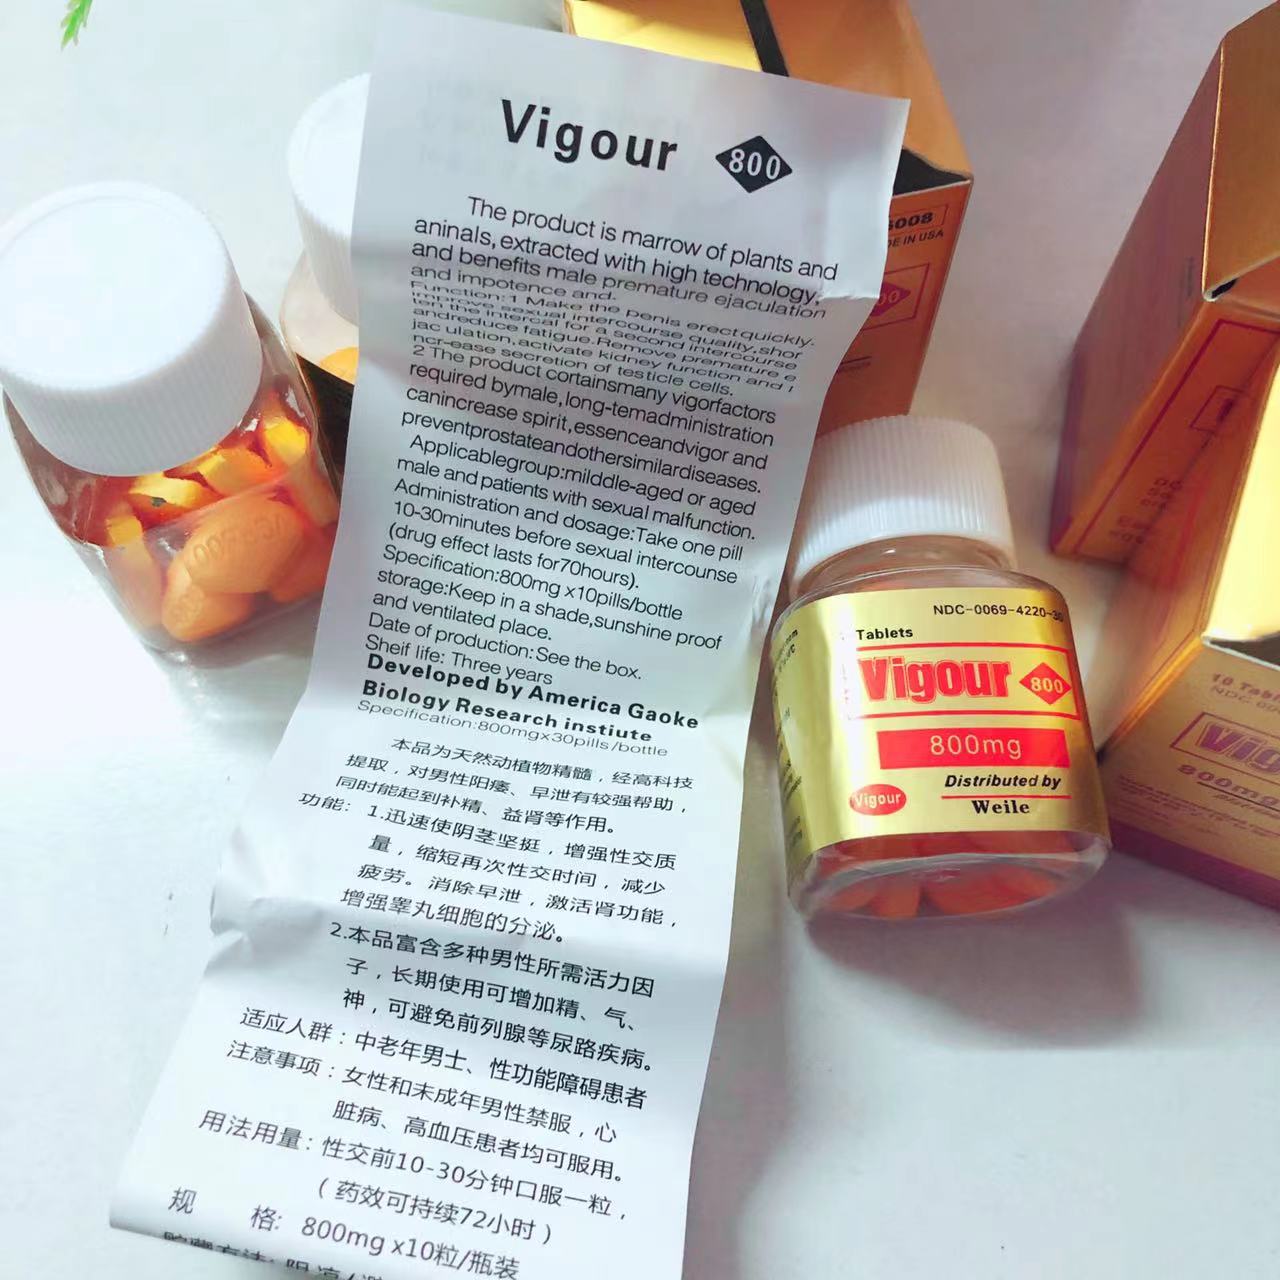 Vigour 800
The product is marrow of plants and
aninals, extracted with high technology,
and benefits male premature ejaculation
and impotence and.
Function:1 Make the penis erectquickly.
improve sexual intercourse quality,shor
ten the intercal for a second intercourse
andreduce fatigue.Remove premature e
jac ulation,activate kidney function and i
ncr-ease secretion of testicle cells.
2 The product cortainsmany vigorfactors
required bymale,long-temadministration
canincrease spirit,essenceandvigor and
preventprostateandothersimilardiseases.
Applicablegroup:milddle-aged or aged
male and patients with sexual malfunction.
Administration and dosage:Take one pill
10-30minutes before sexual intercounse
(drug effect lasts for70hours).
Specification:800mg x10pills/bottle
storage:Keep in a shade,sunshine proof
and ventilated place.
Date of production:See the box.
Sheif life: Three years
Developed by America Gaoke
Biology Research instiute
Specification:800mgx30pills/bottle
本品为天然动植物精髓，经高科技
提取，对男性阳痿、早泄有较强帮助，
同时能起到补精、益肾等作用。
功能： 1.迅速使阴茎坚挺，增强性交质
量，缩短再次性交时间，减少
疲劳。消除早泄，激活肾功能，
增强睾丸细胞的分泌。
2.本品富含多种男性所需活力因
子，长期使用可增加精、气、
神，可避免前列腺等尿路疾病。
适应人群：中老年男士、性功能障碍患者
注意事项：女性和未成年男性禁服，心
脏病、高血压患者均可服用。
用法用量：性交前10-30分钟口服一粒，
（药效可持续72小时）
规 格: 800mg x10粒/瓶装
贮藏方法:
NDC-0069-4220-30
Tablets
Vigour 800
800mg
Vigour
Distributed by
Weile
DE IN USA
10 Tabl
NDC
Vig
800mg